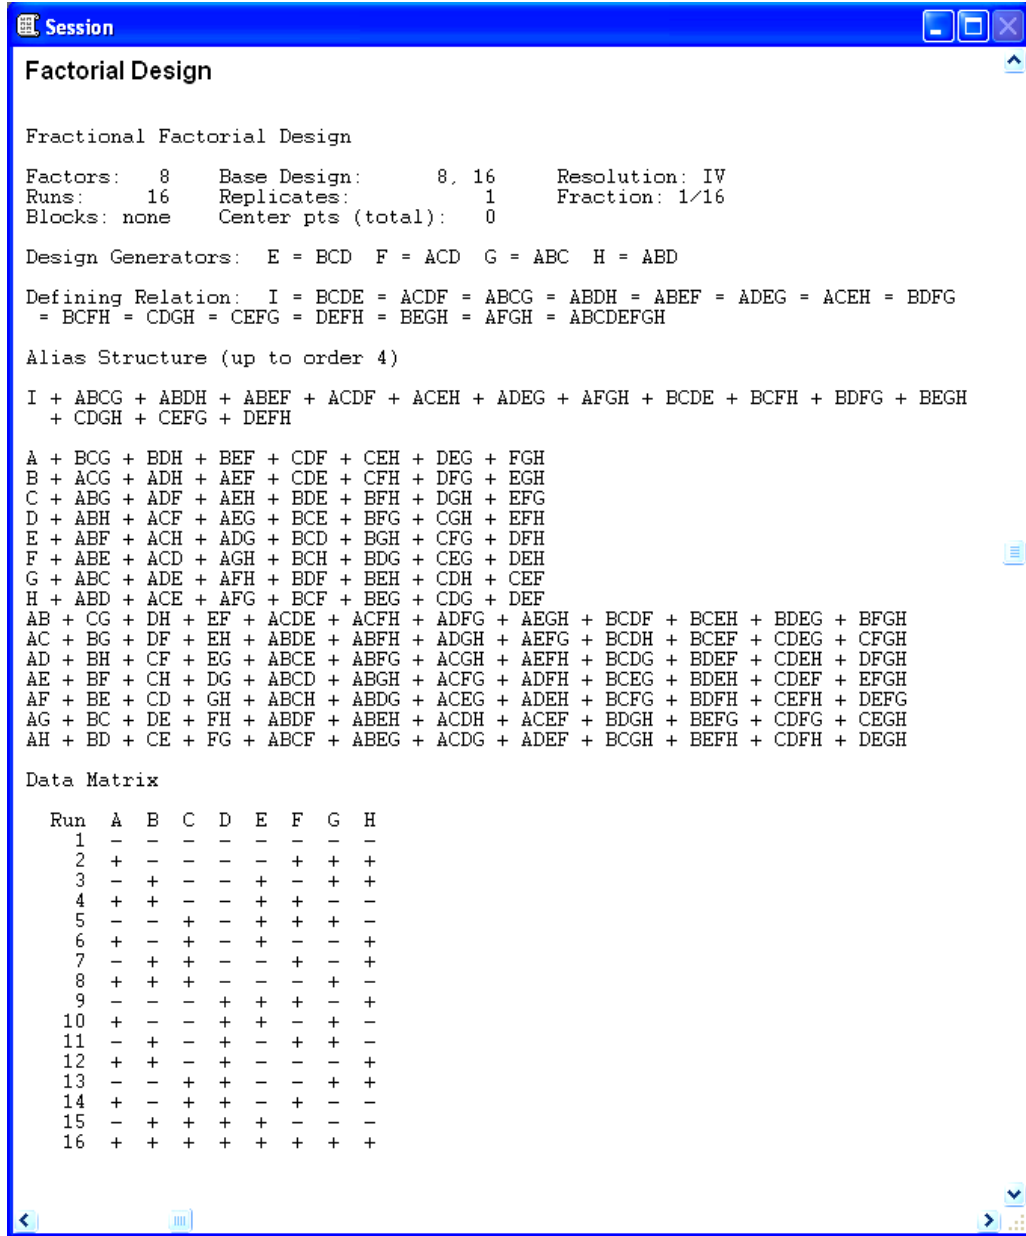 Session
Factorial Design
Fractional Factorial Design
Factors: 8 Base Design: 8, 16 Resolution: IV
Runs: 16 Replicates: 1 Fraction: 1/16
Blocks: none Center pts (total): 0
Design Generators: E = BCD F = ACD G = ABC H = ABD
Defining Relation: I = BCDE = ACDF = ABCG = ABDH = ABEF = ADEG = ACEH = BDFG
= BCFH = CDGH = CEFG = DEFH = BEGH = AFGH = ABCDEFGH
Alias Structure (up to order 4)
I + ABCG + ABDH + ABEF + ACDF + ACEH + ADEG + AFGH + BCDE + BCFH + BDFG + BEGH
+ CDGH + CEFG + DEFH
A + BCG + BDH + BEF + CDF + CEH + DEG + FGH
B + ACG + ADH + AEF + CDE + CFH + DFG + EGH
C + ABG + ADF + AEH + BDE + BFH + DGH + EFG
D + ABH + ACF + AEG + BCE + BFG + CGH + EFH
E + ABF + ACH + ADG + BCD + BGH + CFG + DFH
F + ABE + ACD + AGH + BCH + BDG + CEG + DEH
G + ABC + ADE + AFH + BDF + BEH + CDH + CEF
H + ABD + ACE + AFG + BCF + BEG + CDG + DEF
AB + CG + DH + EF + ACDE + ACFH + ADFG + AEGH + BCDF + BCEH + BDEG + BFGH
AC + BG + DF + EH + ABDE + ABFH + ADGH + AEFG + BCDH + BCEF + CDEG + CFGH
AD + BH + CF + EG + ABCE + ABFG + ACGH + AEFH + BCDG + BDEF + CDEH + DFGH
AE + BF + CH + DG + ABCD + ABGH + ACFG + ADFH + BCEG + BDEH + CDEF + EFGH
AF + BE + CD + GH + ABCH + ABDG + ACEG + ADEH + BCFG + BDFH + CEFH + DEFG
AG + BC + DE + FH + ABDF + ABEH + ACDH + ACEF + BDGH + BEFG + CDFG + CEGH
AH + BD + CE + FG + ABCF + ABEG + ACDG + ADEF + BCGH + BEFH + CDFH + DEGH
Data Matrix
Run A B C D E F G H
1 − − − − − − − −
2 + − − − − + + +
3 − + − − + − + +
4 + + − − + + − −
5 − − + − + + + −
6 + − + − + − − +
7 − + + − − + − +
8 + + + − − − + −
9 − − − + + + − +
10 + − − + + − + −
11 − + − + − + + −
12 + + − + − − − +
13 − − + + − − + +
14 + − + + − + − −
15 − + + + + − − −
16 + + + + + + + +